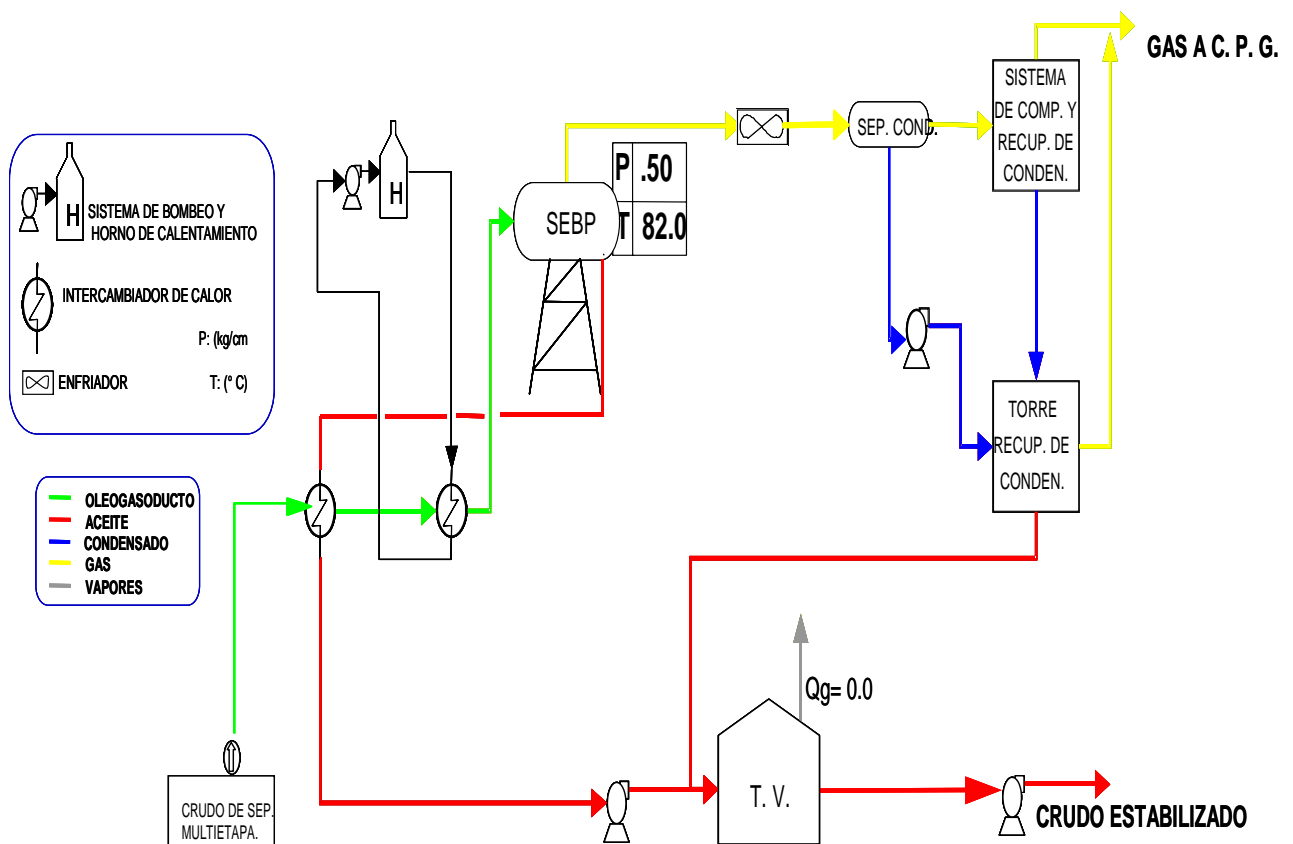 GAS A C. P. G.
SISTEMA
DE COMP. Y
RECUP. DE
CONDEN.
SEP. COND.
H
SISTEMA DE BOMBEO Y
HORNO DE CALENTAMIENTO
INTERCAMBIADOR DE CALOR
P: (kg/cm
ENFRIADOR
T: (° C)
H
P .50
T 82.0
SEBP
TORRE
RECUP. DE
CONDEN.
OLEOGASODUCTO
ACEITE
CONDENSADO
GAS
VAPORES
Qg= 0.0
T. V.
CRUDO DE SEP.
MULTIETAPA.
CRUDO ESTABILIZADO